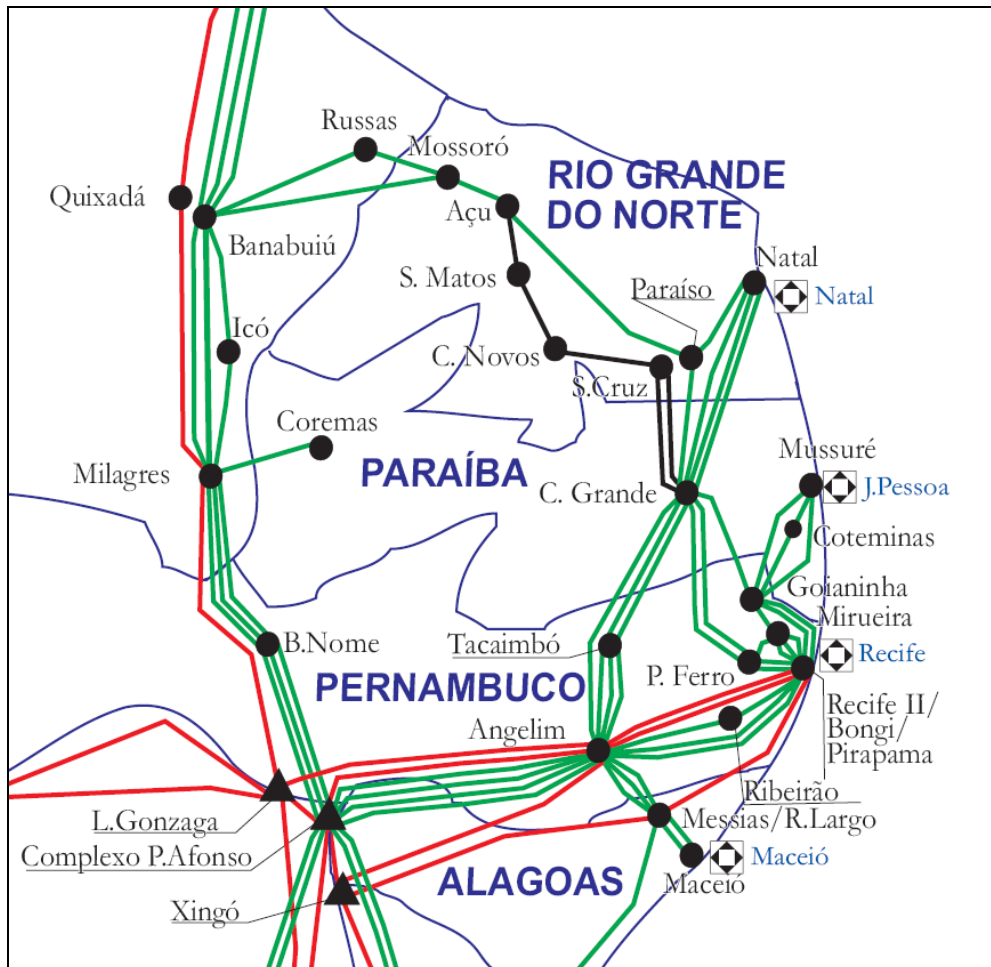 Russas
Mossoró
RIO GRANDE
DO NORTE
Quixadá
Açu
Banabuiú
Natal
S. Matos
Paraíso
Natal
Icó
C. Novos
S.Cruz
Coremas
Mussuré
Milagres
PARAÍBA
C. Grande
J.Pessoa
Coteminas
Goianinha
Mirueira
B.Nome
Tacaimbó
Recife
P. Ferro
PERNAMBUCO
Recife II/
Bongi/
Pirapama
Angelim
Ribeirão
L.Gonzaga
Messias/R.Largo
Complexo P.Afonso
Maceió
ALAGOAS
Maceió
Xingó